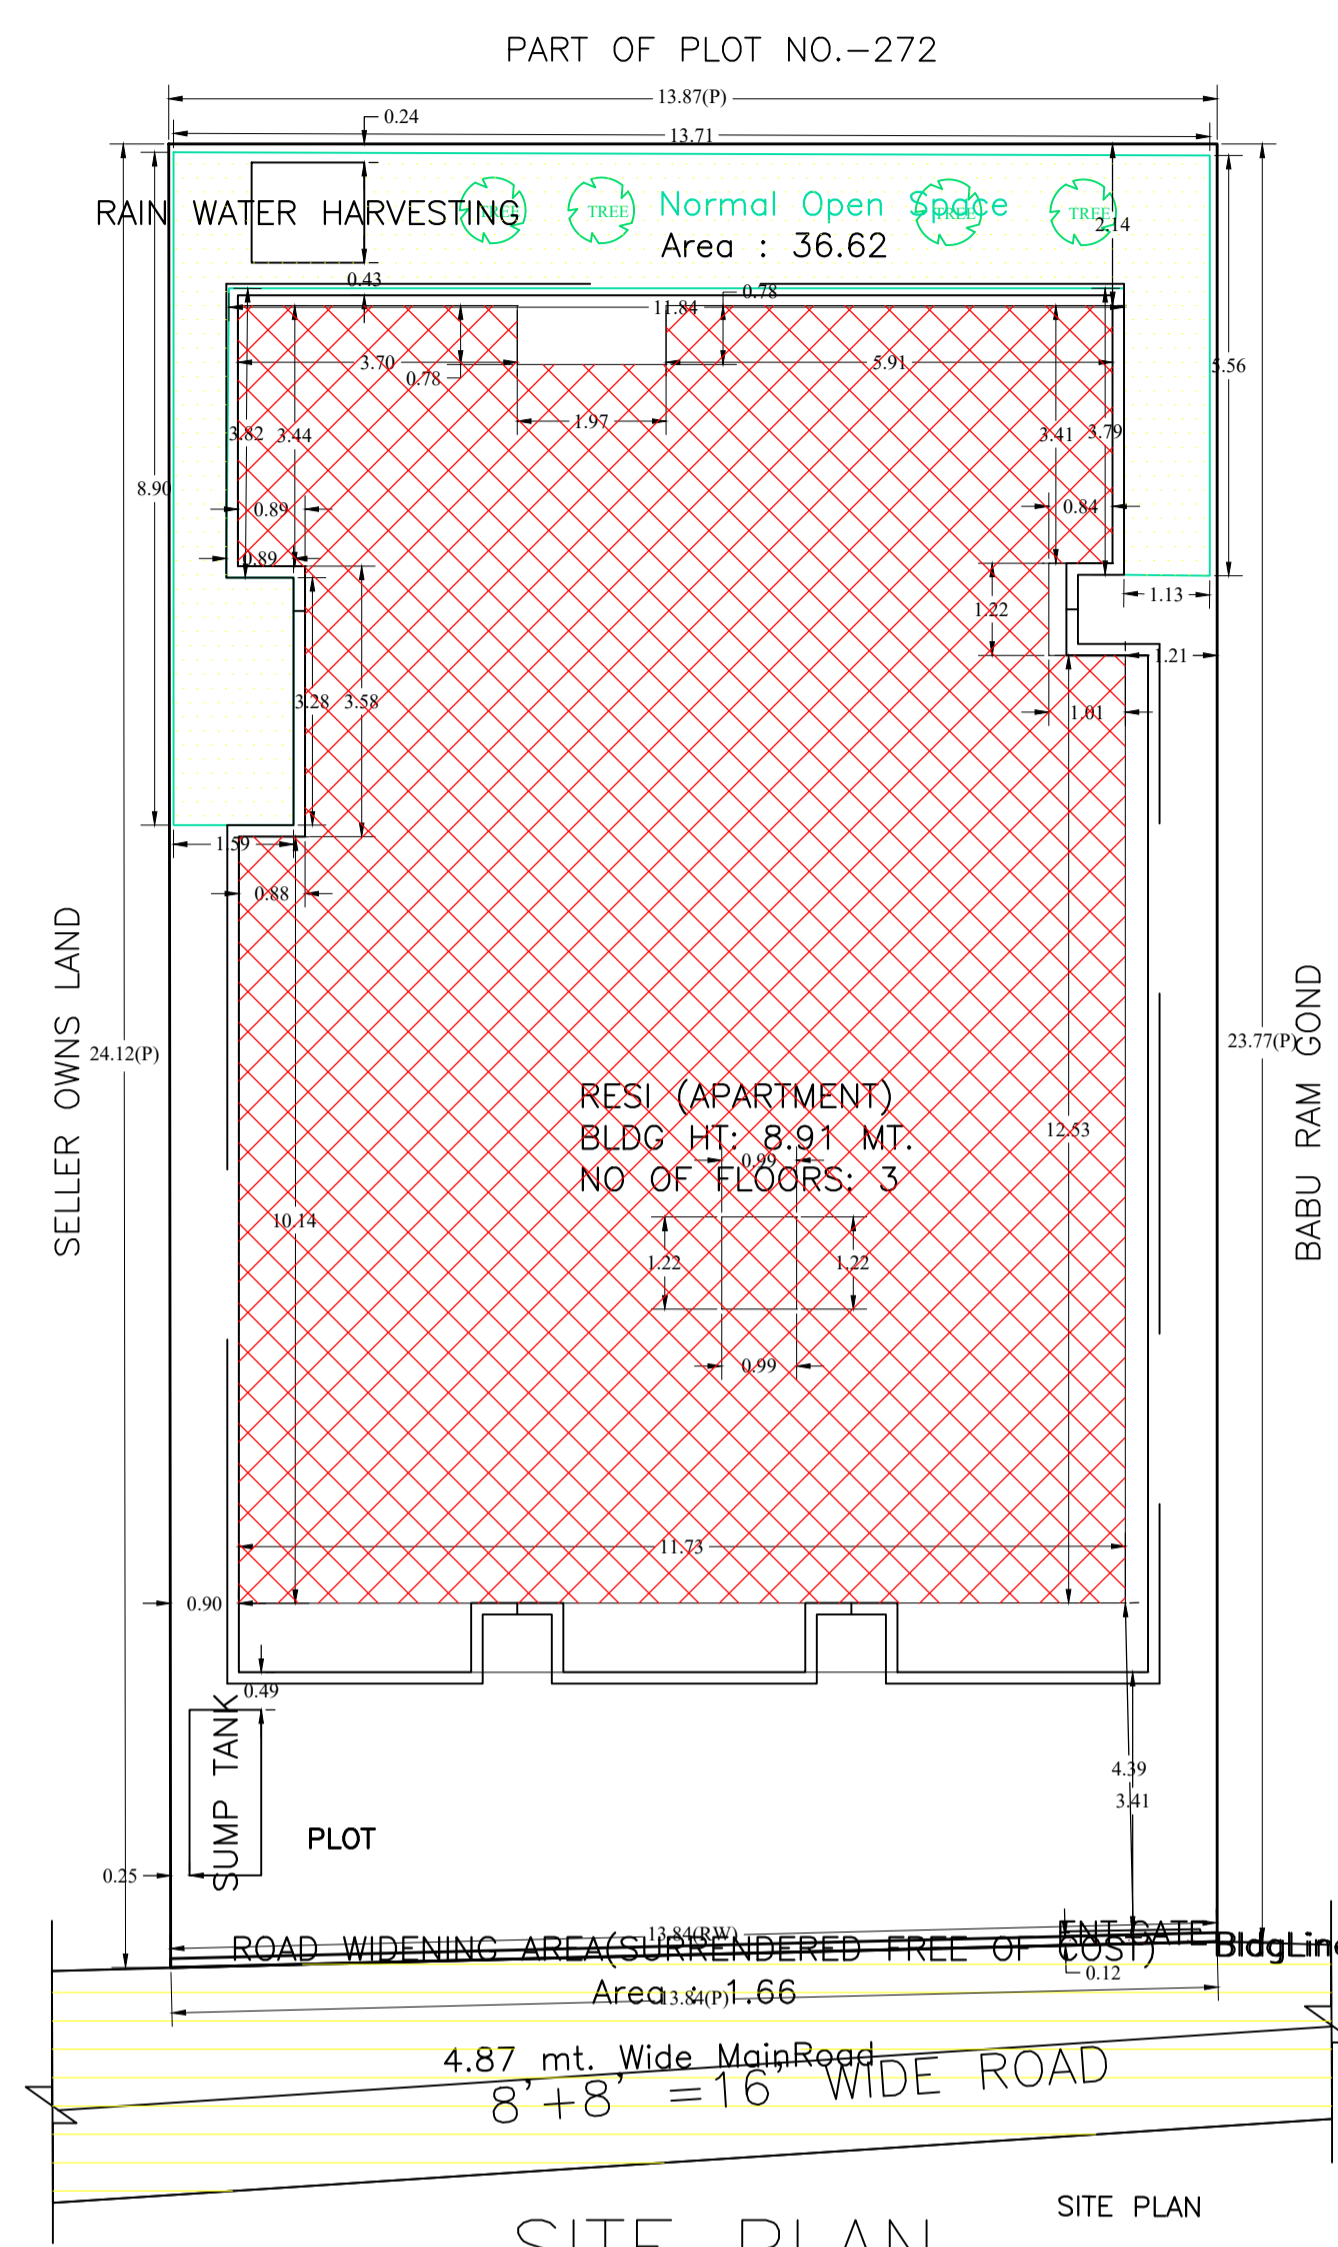 PART OF PLOT NO.-272
13.87(P)
0.24
13.71
RAIN WATER HARVESTING
TREE
TREE
Normal Open Space
TREE
TREE
Area : 36.62
2.14
0.43
0.78
11.84
3.70
5.91
5.56
0.78
1.97
3.82
3.44
3.41
3.79
8.90
0.89
0.84
0.89
1.13
1.22
1.21
3.28
3.58
1.01
1.59
0.88
SELLER OWNS LAND
24.12(P)
23.77(P)
BABU RAM GOND
RESI (APARTMENT)
BLDG HT: 8.91 MT.
0.99
NO OF FLOORS: 3
12.53
10.14
1.22
1.22
0.99
11.73
0.90
0.49
SUMP TANK
4.39
3.41
PLOT
0.25
13.84(RW)
ENT GATE
ROAD WIDENING AREA(SURRENDERED FREE OF COST)
BldgLine
0.12
Area : 1.66
13.84(P)
4.87 mt. Wide MainRoad
8'+8' =16' WIDE ROAD
SITE PLAN
SITE PLAN